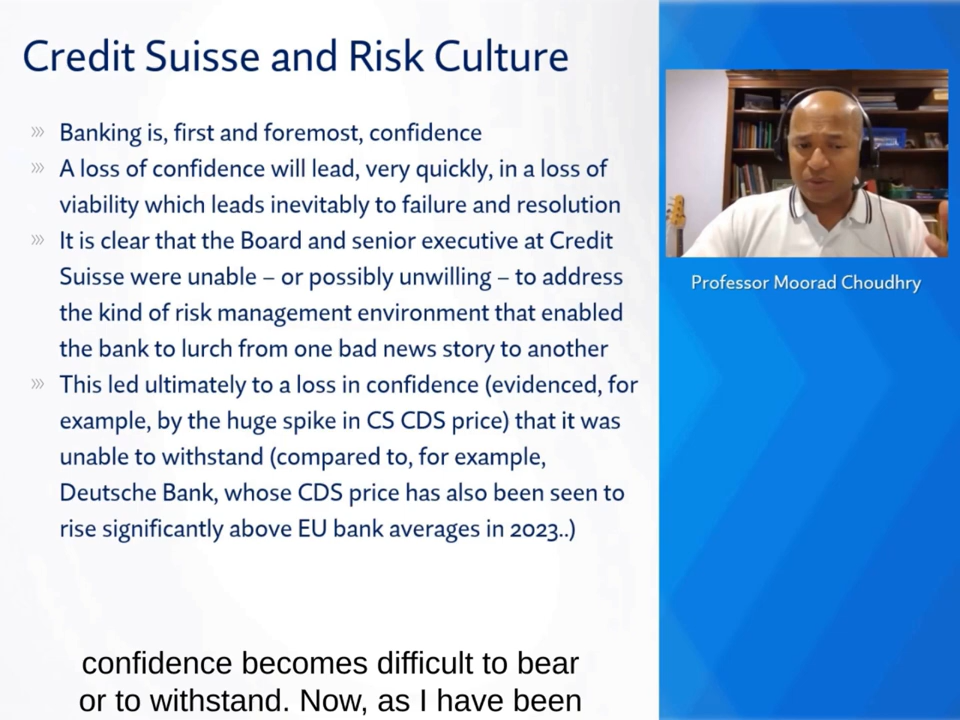 Credit Suisse and Risk Culture
Banking is, first and foremost, confidence
A loss of confidence will lead, very quickly, in a loss of
viability which leads inevitably to failure and resolution
It is clear that the Board and senior executive at Credit
Suisse were unable – or possibly unwilling – to address
the kind of risk management environment that enabled
the bank to lurch from one bad news story to another
This led ultimately to a loss in confidence (evidenced, for
example, by the huge spike in CS CDS price) that it was
unable to withstand (compared to, for example,
Deutsche Bank, whose CDS price has also been seen to
rise significantly above EU bank averages in 2023..)
Professor Moorad Choudhry
confidence becomes difficult to bear
or to withstand. Now, as I have been